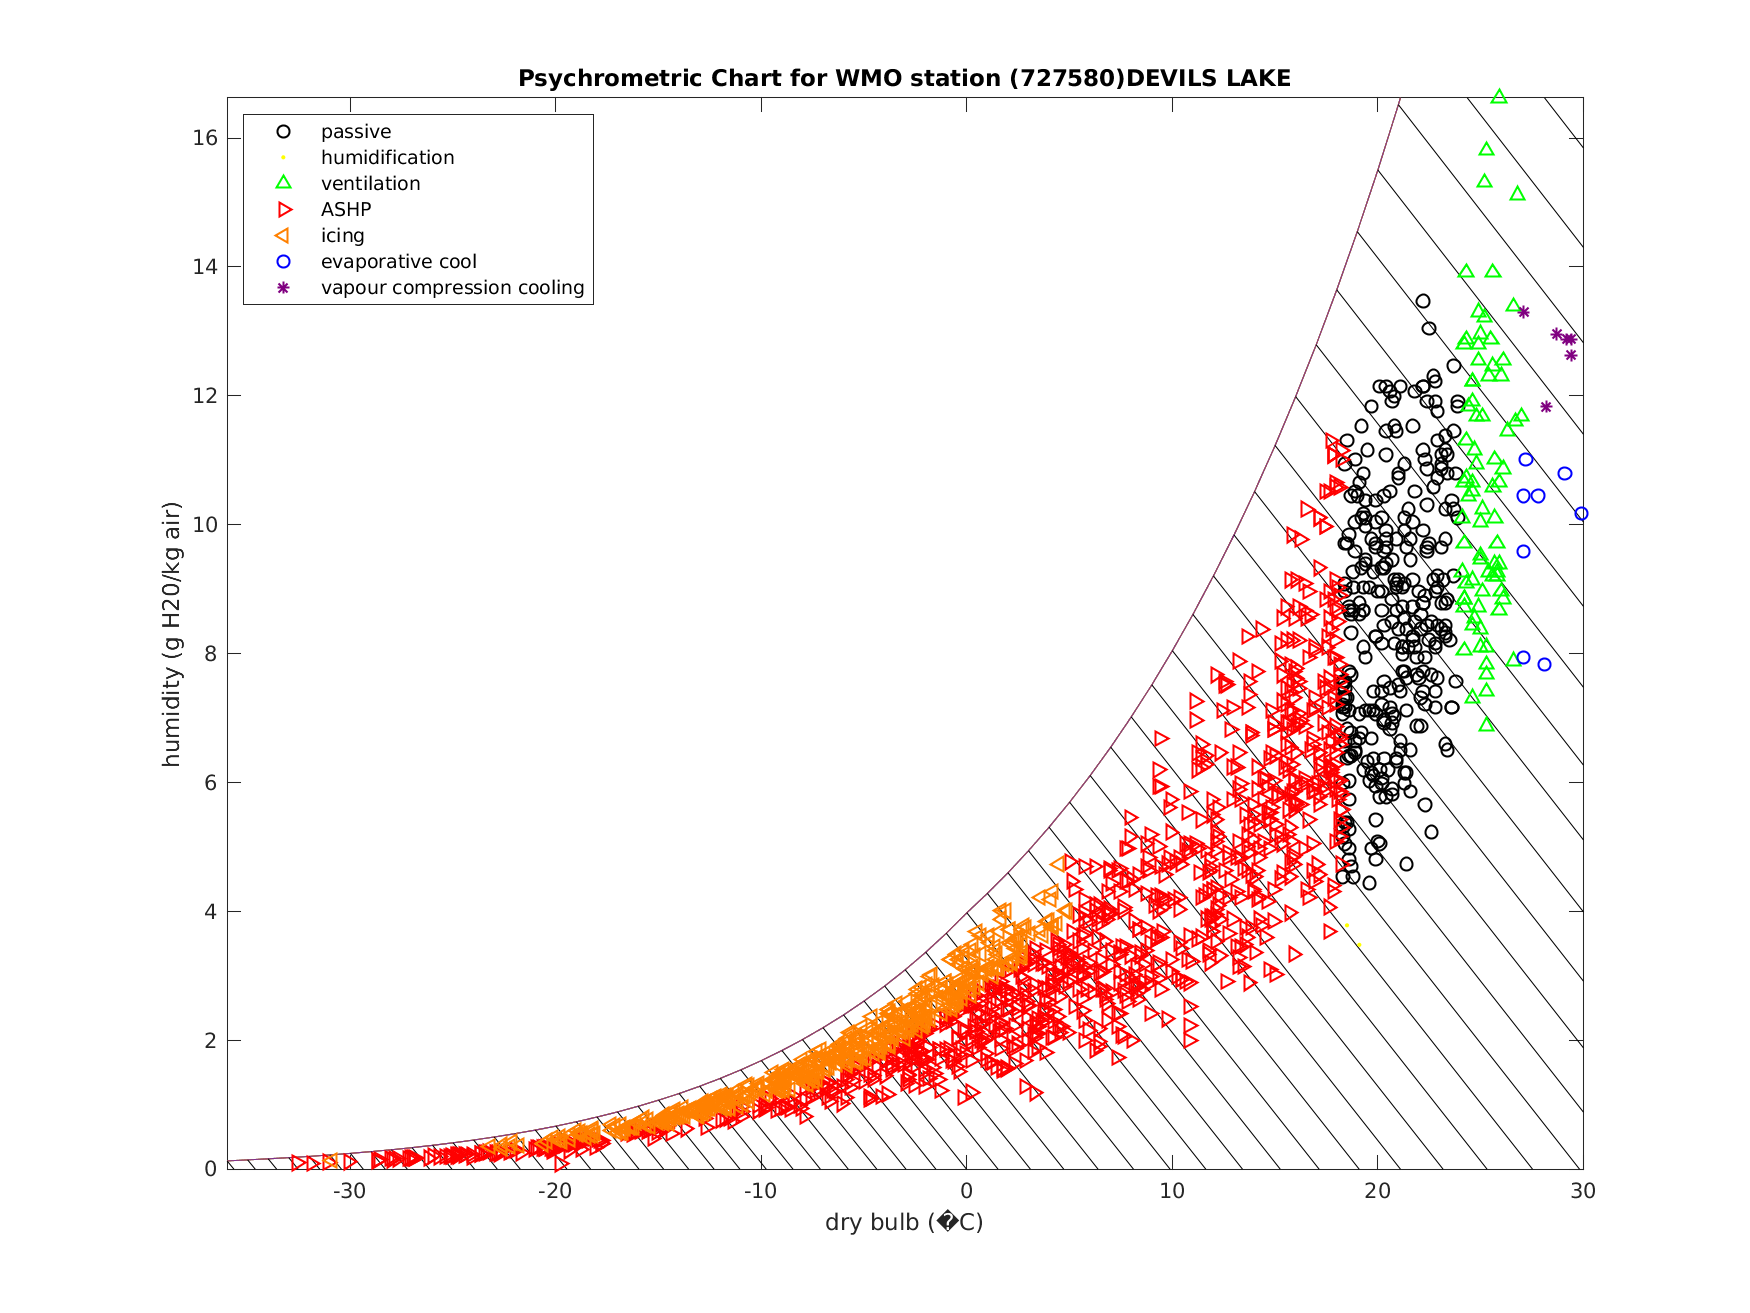 Psychrometric Chart for WMO station (727580)DEVILS LAKE
passive
humidification
ventilation
ASHP
icing
evaporative cool
vapour compression cooling
humidity (g H20/kg air)
16
14
12
10
8
6
4
2
0
-30
-20
-10
0
10
20
30
dry bulb (�C)